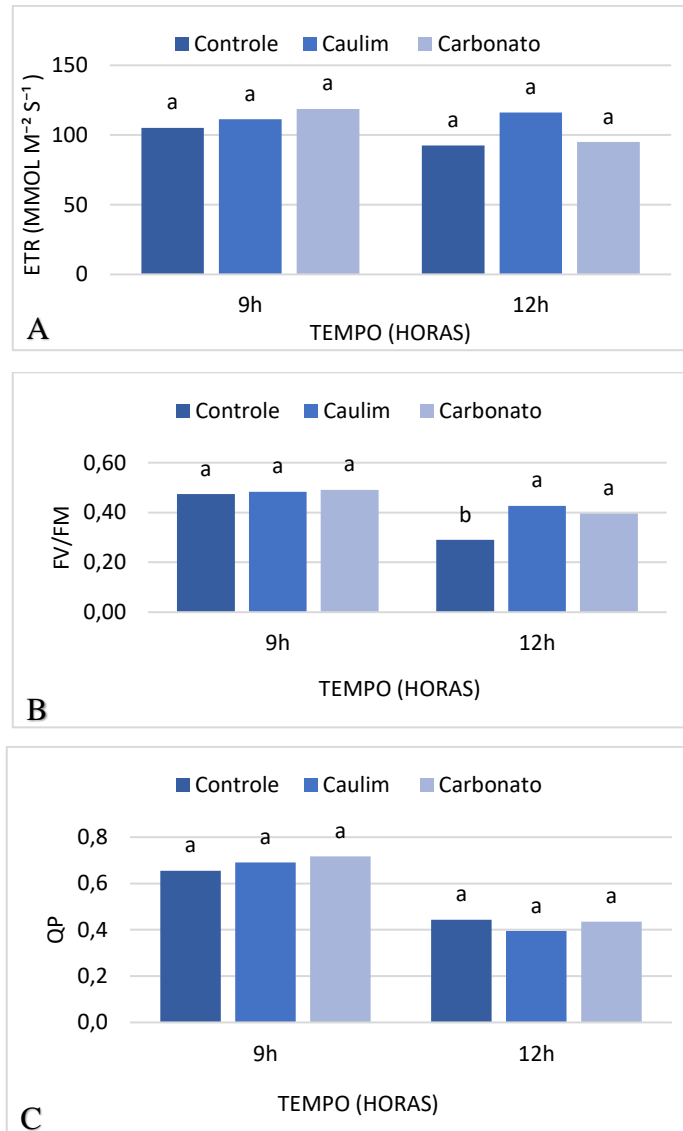 Controle Caulim Carbonato
150
100
50
0
ETR (MMOL M⁻² S⁻¹ )
a a a a a a
9h 12h
TEMPO (HORAS)
A
Controle Caulim Carbonato
0,60
0,40
0,20
0,00
FV/FM
a a a b a a
9h 12h
TEMPO (HORAS)
B
Controle Caulim Carbonato
0,8
0,6
0,4
0,2
0,0
QP
a a a a a a
9h 12h
TEMPO (HORAS)
C